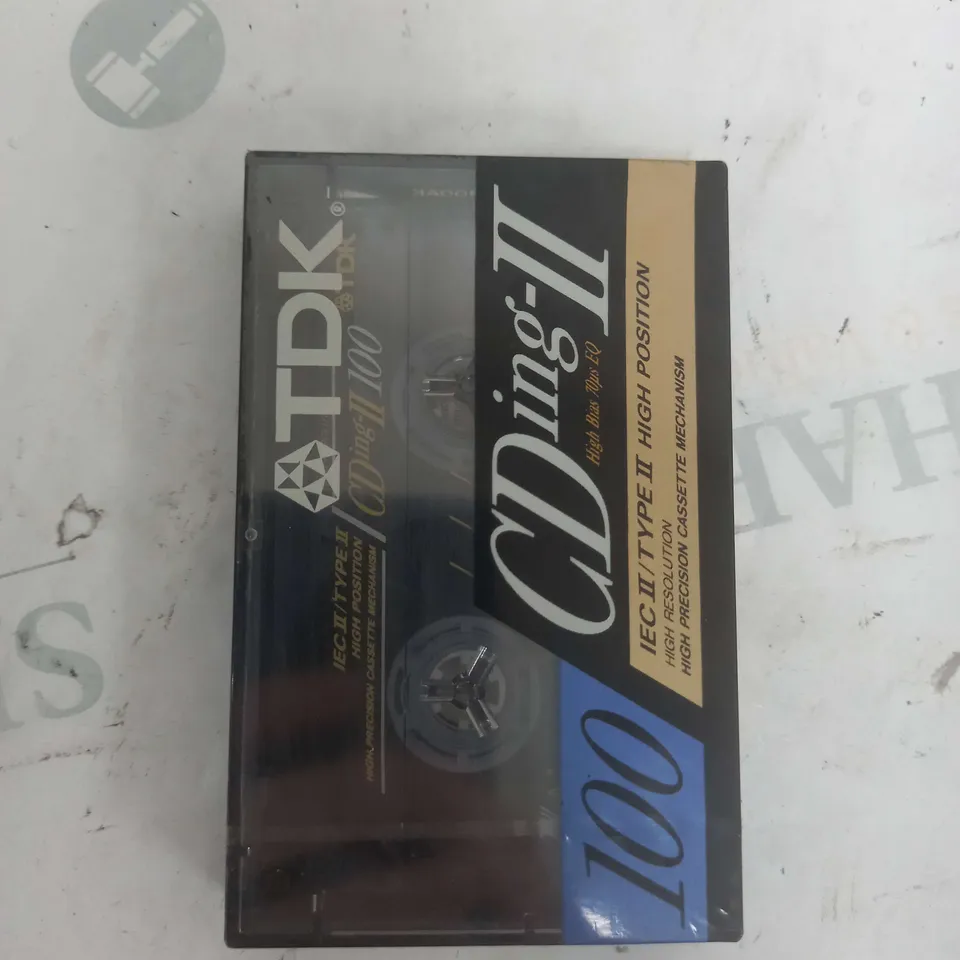 TDK®
TDK
IEC II/TYPE II
HIGH POSITION
HIGH-PRECISION CASSETTE MECHANISM
CDing-II 100
CDing-II
High Bias 70µs EQ
IEC II/TYPE II HIGH POSITION
HIGH RESOLUTION
HIGH PRECISION CASSETTE MECHANISM
100